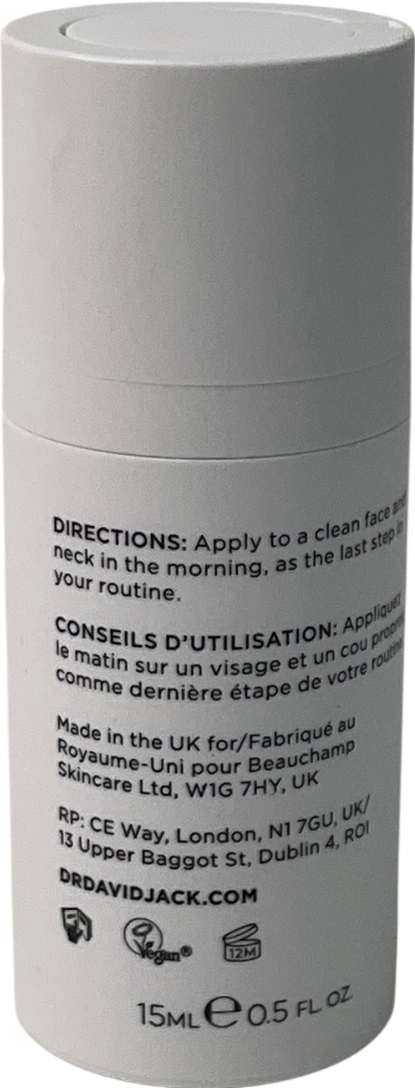 DIRECTIONS: Apply to a clean face and
neck in the morning, as the last step in
your routine.
CONSEILS D'UTILISATION: Appliquez
le matin sur un visage et un cou
comme dernière étape de votre routine
Made in the UK for/Fabriqué au
Royaume-Uni pour Beauchamp
Skincare Ltd, W1G 7HY, UK
RP: CE Way, London, N1 7GU, UK/
13 Upper Baggot St, Dublin 4, ROI
DRDAVIDJACK.COM
Vegan®
12M
15ML e 0.5 FL OZ